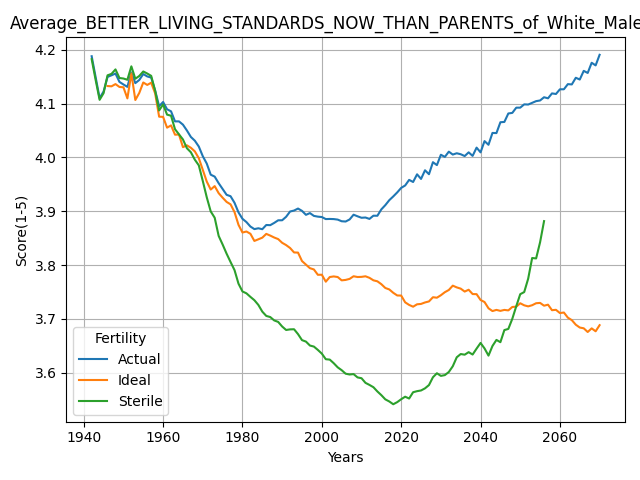 Average_BETTER_LIVING_STANDARDS_NOW_THAN_PARENTS_of_White_Male
4.2
4.1
4.0
3.9
3.8
3.7
3.6
Score(1-5)
Fertility
Actual
Ideal
Sterile
1940 1960 1980 2000 2020 2040 2060
Years